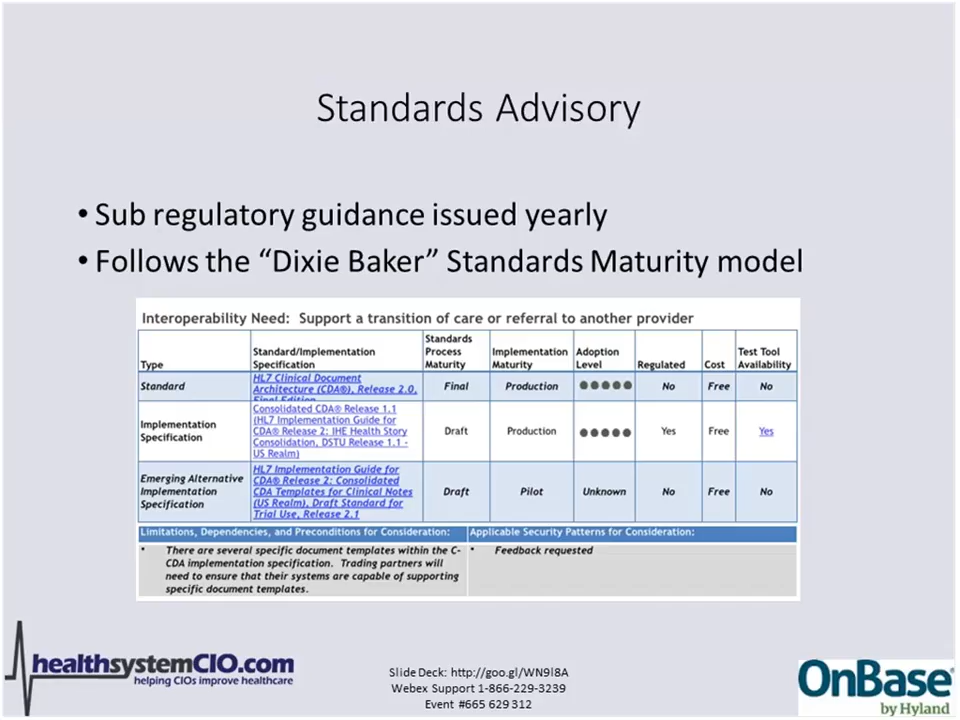 Standards Advisory
• Sub regulatory guidance issued yearly
• Follows the “Dixie Baker” Standards Maturity model
Interoperability Need: Support a transition of care or referral to another provider
Type
Standard/Implementation
Specification
Standards
Process
Maturity
Implementation
Maturity
Adoption
Level
Regulated
Cost
Test Tool
Availability
Standard
HL7 Clinical Document
Architecture (CDA®), Release 2.0,
Final Edition
Final
Production
●●●●●
No
Free
No
Implementation
Specification
Consolidated CDA® Release 1.1
(HL7 Implementation Guide for
CDA® Release 2: IHE Health Story
Consolidation, DSTU Release 1.1 -
US Realm)
Draft
Production
●●●●●
Yes
Free
Yes
Emerging Alternative
Implementation
Specification
HL7 Implementation Guide for
CDA® Release 2: Consolidated
CDA Templates for Clinical Notes
(US Realm), Draft Standard for
Trial Use, Release 2.1
Draft
Pilot
Unknown
No
Free
No
Limitations, Dependencies, and Preconditions for Consideration:
Applicable Security Patterns for Consideration:
• There are several specific document templates within the C-
CDA implementation specification. Trading partners will
need to ensure that their systems are capable of supporting
specific document templates.
• Feedback requested
healthsystemCIO.com
helping CIOs improve healthcare
Slide Deck: http://goo.gl/WN9l8A
Webex Support 1-866-229-3239
Event #665 629 312
OnBase®
by Hyland